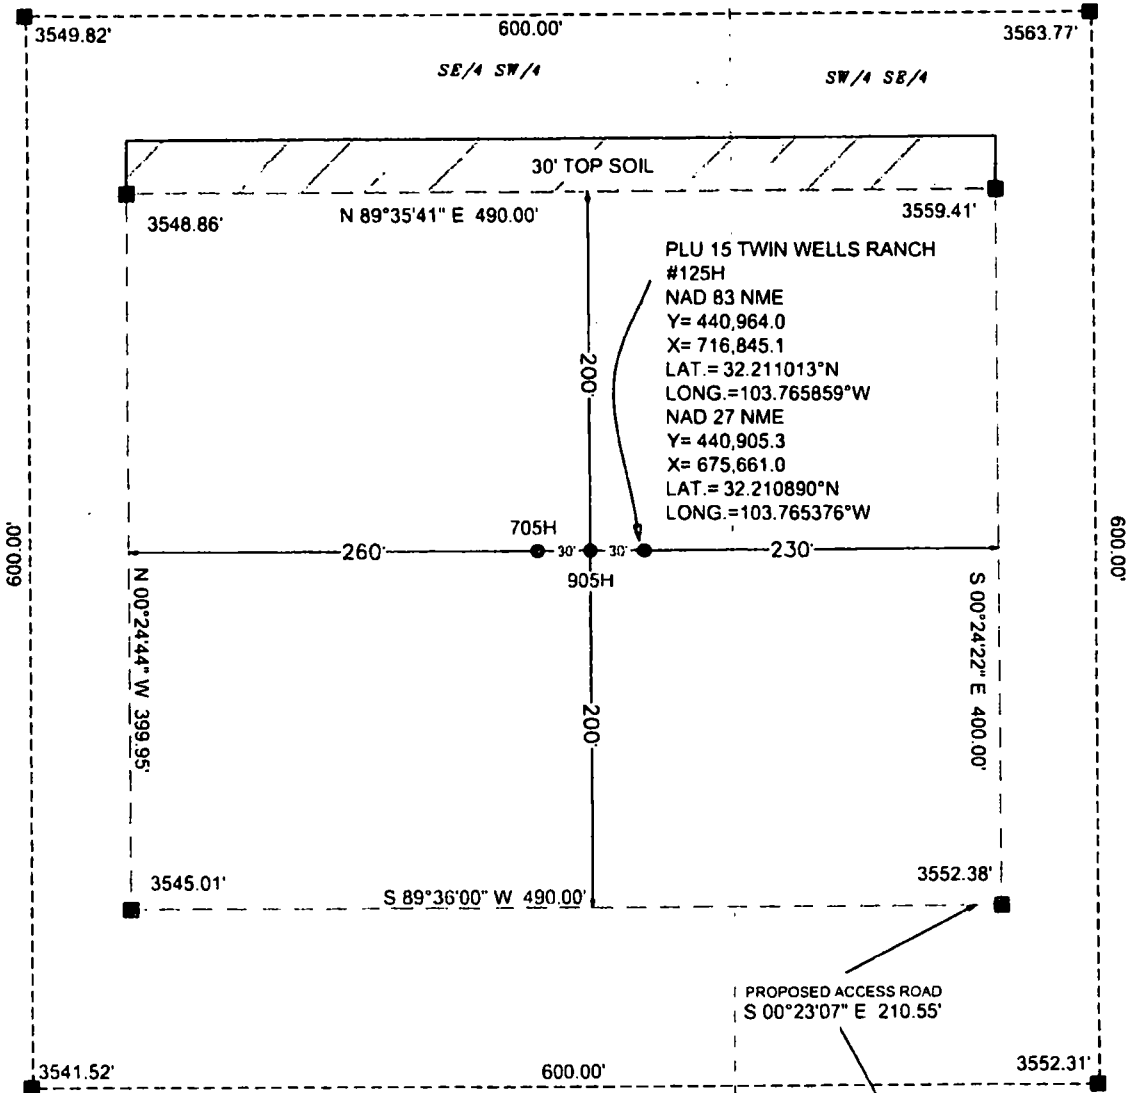 3549.82'
600.00'
3563.77'
SE/4 SW/4
SW/4 SE/4
30' TOP SOIL
3548.86'
N 89°35'41" E 490.00'
3559.41'
PLU 15 TWIN WELLS RANCH
#125H
NAD 83 NME
Y= 440,964.0
X= 716,845.1
LAT.= 32.211013°N
LONG.=103.765859°W
NAD 27 NME
Y= 440,905.3
X= 675,661.0
LAT.= 32.210890°N
LONG.=103.765376°W
200'
705H
260'
30'
30'
230'
905H
600.00'
600.00'
N 00°24'44" W 399.95'
S 00°24'22" E 400.00'
200'
3545.01'
3552.38'
S 89°36'00" W 490.00'
PROPOSED ACCESS ROAD
S 00°23'07" E 210.55'
3541.52'
600.00'
3552.31'